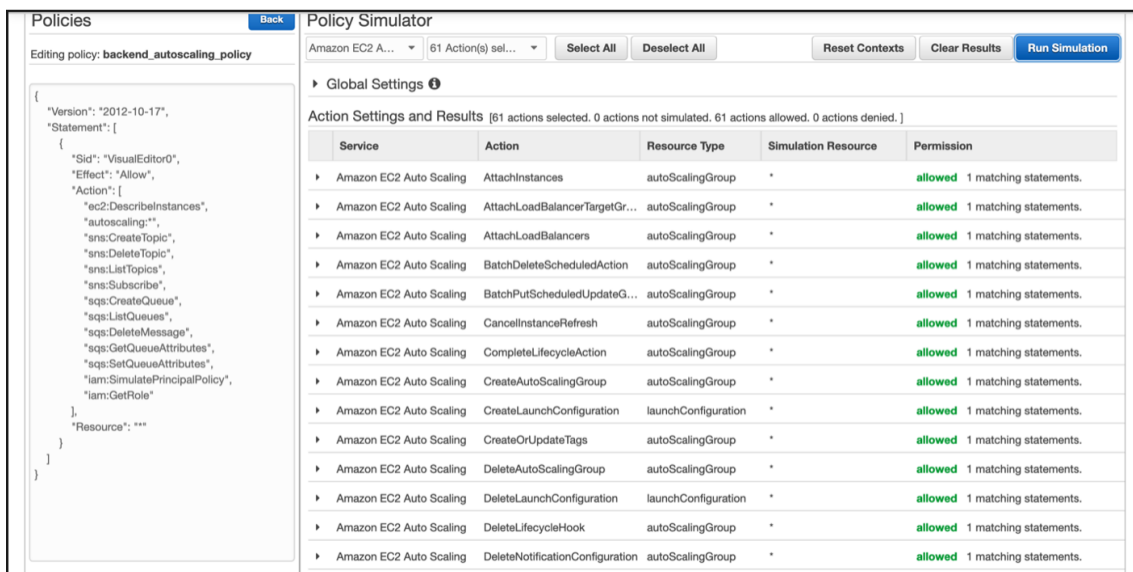 Policies
Back
Editing policy: backend_autoscaling_policy
{
"Version": "2012-10-17",
"Statement": [
{
"Sid": "VisualEditor0",
"Effect": "Allow",
"Action": [
"ec2:DescribeInstances",
"autoscaling:*",
"sns:CreateTopic",
"sns:DeleteTopic",
"sns:ListTopics",
"sns:Subscribe",
"sqs:CreateQueue",
"sqs:ListQueues",
"sqs:DeleteMessage",
"sqs:GetQueueAttributes",
"sqs:SetQueueAttributes",
"iam:SimulatePrincipalPolicy",
"iam:GetRole"
],
"Resource": "*"
}
]
}
Policy Simulator
Amazon EC2 A... 61 Action(s) sel... Select All Deselect All Reset Contexts Clear Results Run Simulation
Global Settings
Action Settings and Results [61 actions selected. 0 actions not simulated. 61 actions allowed. 0 actions denied. ]
Service Action Resource Type Simulation Resource Permission
Amazon EC2 Auto Scaling AttachInstances autoScalingGroup * allowed 1 matching statements.
Amazon EC2 Auto Scaling AttachLoadBalancerTargetGr... autoScalingGroup * allowed 1 matching statements.
Amazon EC2 Auto Scaling AttachLoadBalancers autoScalingGroup * allowed 1 matching statements.
Amazon EC2 Auto Scaling BatchDeleteScheduledAction autoScalingGroup * allowed 1 matching statements.
Amazon EC2 Auto Scaling BatchPutScheduledUpdateG... autoScalingGroup * allowed 1 matching statements.
Amazon EC2 Auto Scaling CancelInstanceRefresh autoScalingGroup * allowed 1 matching statements.
Amazon EC2 Auto Scaling CompleteLifecycleAction autoScalingGroup * allowed 1 matching statements.
Amazon EC2 Auto Scaling CreateAutoScalingGroup autoScalingGroup * allowed 1 matching statements.
Amazon EC2 Auto Scaling CreateLaunchConfiguration launchConfiguration * allowed 1 matching statements.
Amazon EC2 Auto Scaling CreateOrUpdateTags autoScalingGroup * allowed 1 matching statements.
Amazon EC2 Auto Scaling DeleteAutoScalingGroup autoScalingGroup * allowed 1 matching statements.
Amazon EC2 Auto Scaling DeleteLaunchConfiguration launchConfiguration * allowed 1 matching statements.
Amazon EC2 Auto Scaling DeleteLifecycleHook autoScalingGroup * allowed 1 matching statements.
Amazon EC2 Auto Scaling DeleteNotificationConfiguration autoScalingGroup * allowed 1 matching statements.